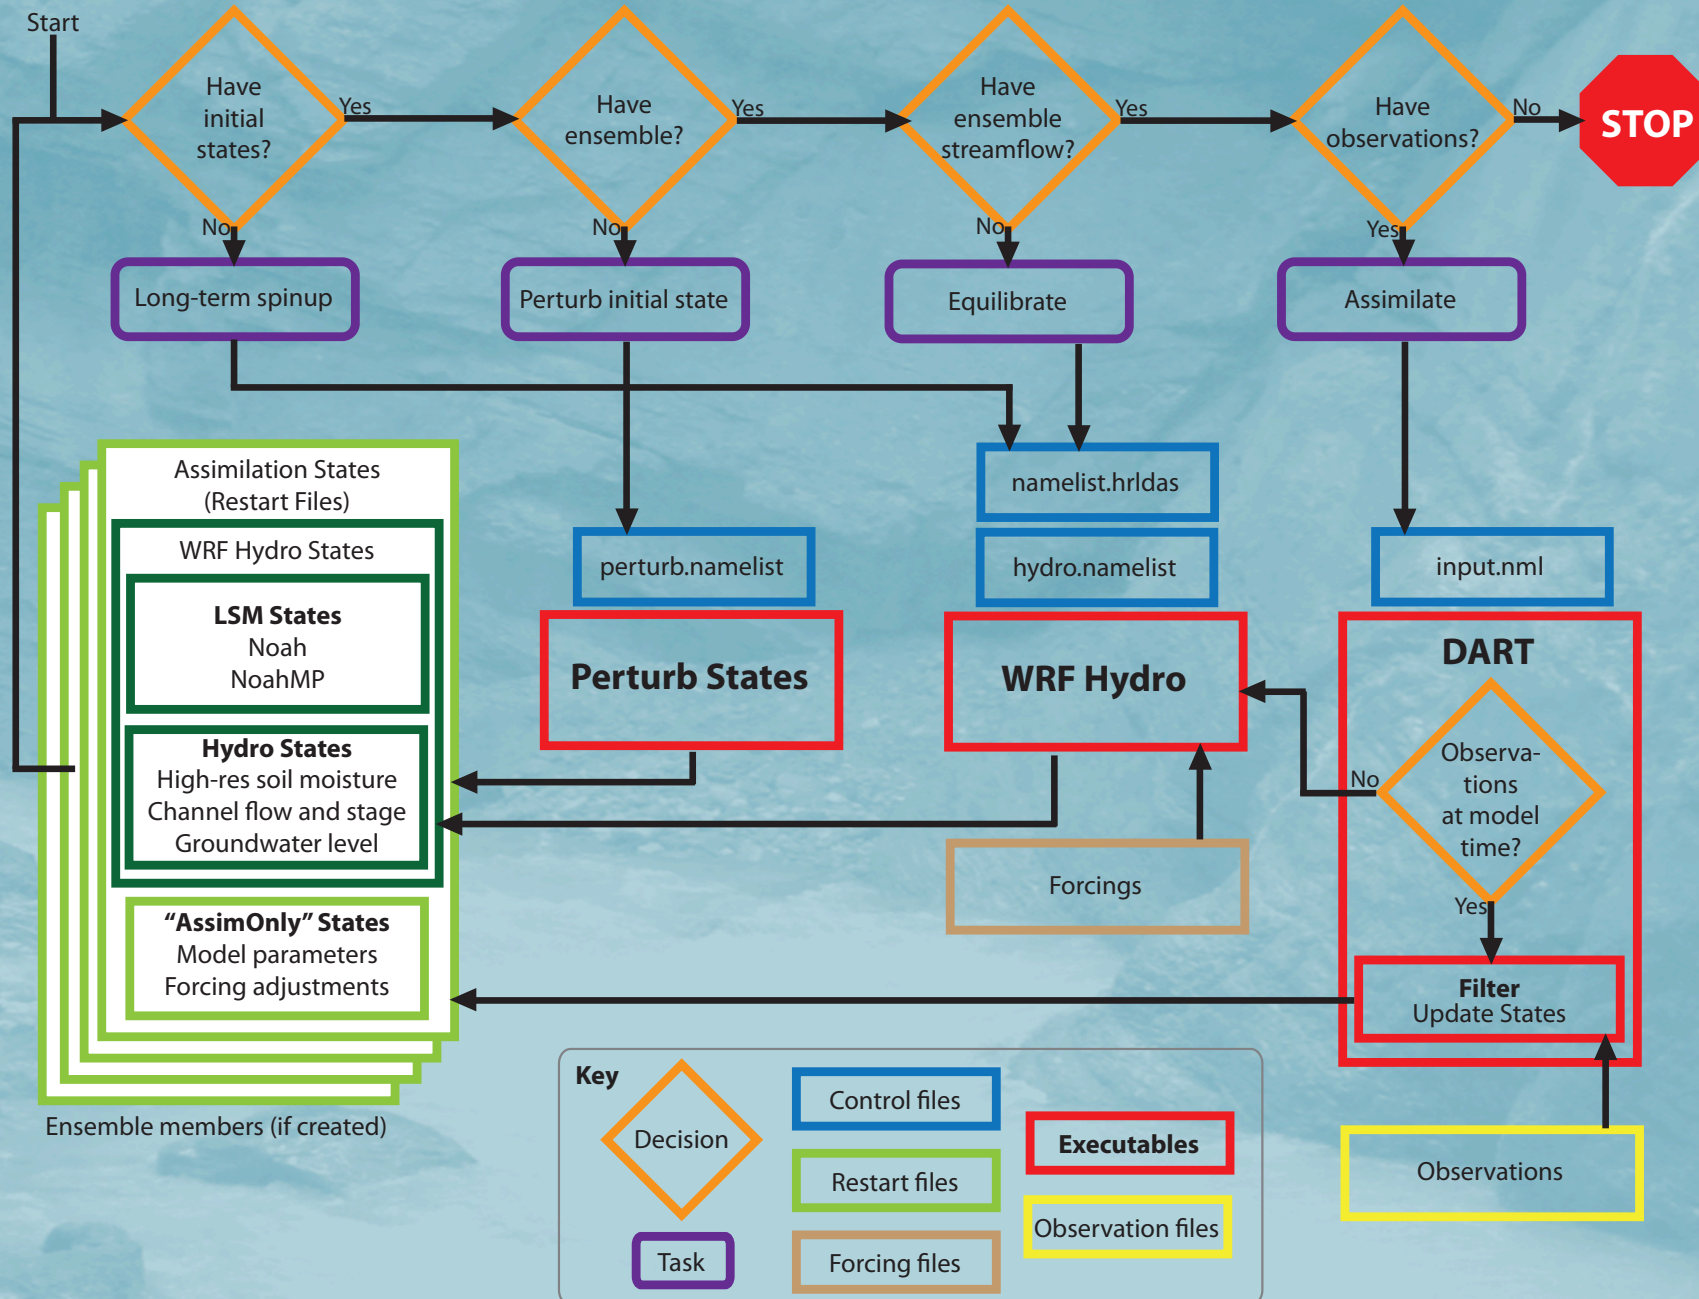 Start
Have
initial
states?
Yes
No
Have
ensemble?
Yes
No
Have
ensemble
streamflow?
Yes
No
Have
observations?
No
Yes
STOP
Long-term spinup
Perturb initial state
Equilibrate
Assimilate
Assimilation States
(Restart Files)
WRF Hydro States
LSM States
Noah
NoahMP
Hydro States
High-res soil moisture
Channel flow and stage
Groundwater level
"AssimOnly" States
Model parameters
Forcing adjustments
Ensemble members (if created)
perturb.namelist
Perturb States
namelist.hrldas
hydro.namelist
WRF Hydro
Forcings
input.nml
DART
Observa-
tions
at model
time?
No
Yes
Filter
Update States
Observations
Key
Decision
Task
Control files
Restart files
Forcing files
Executables
Observation files